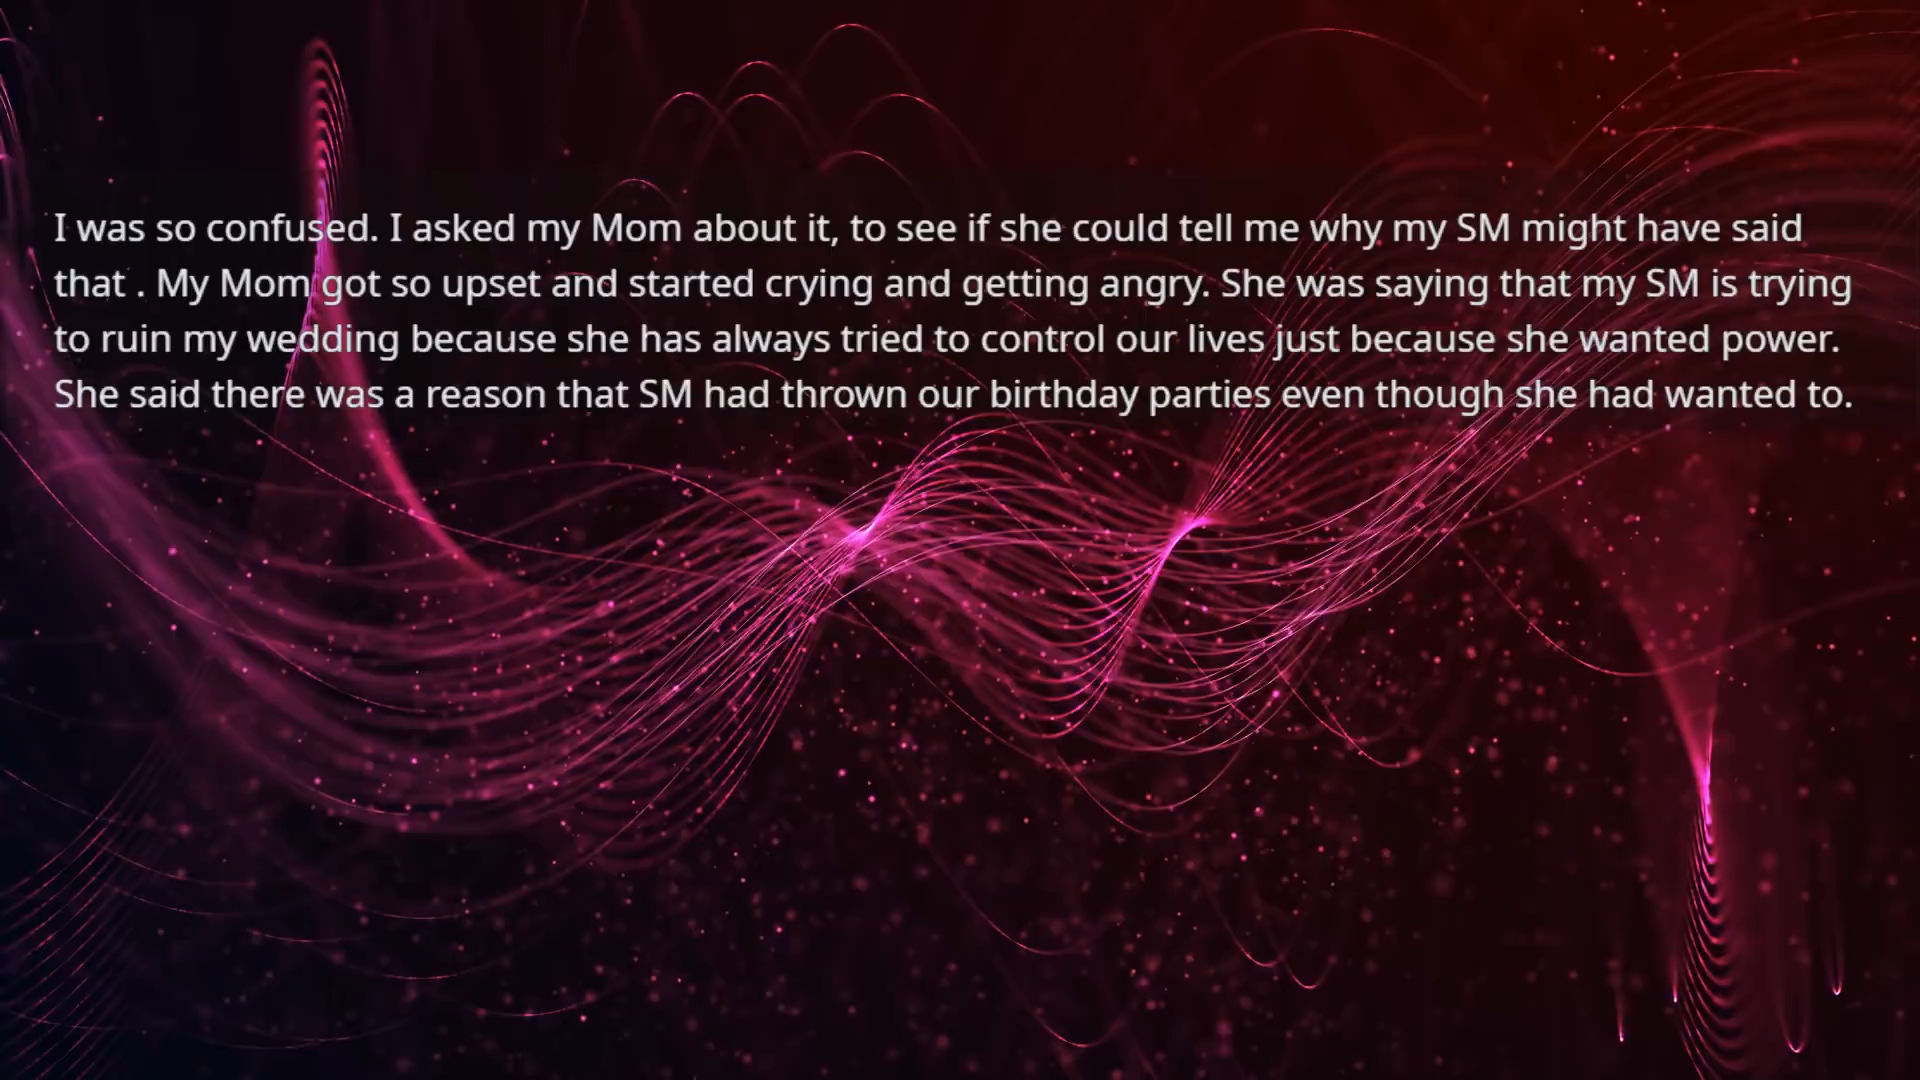 I was so confused. I asked my Mom about it, to see if she could tell me why my SM might have said
that . My Mom got so upset and started crying and getting angry. She was saying that my SM is trying
to ruin my wedding because she has always tried to control our lives just because she wanted power.
She said there was a reason that SM had thrown our birthday parties even though she had wanted to.